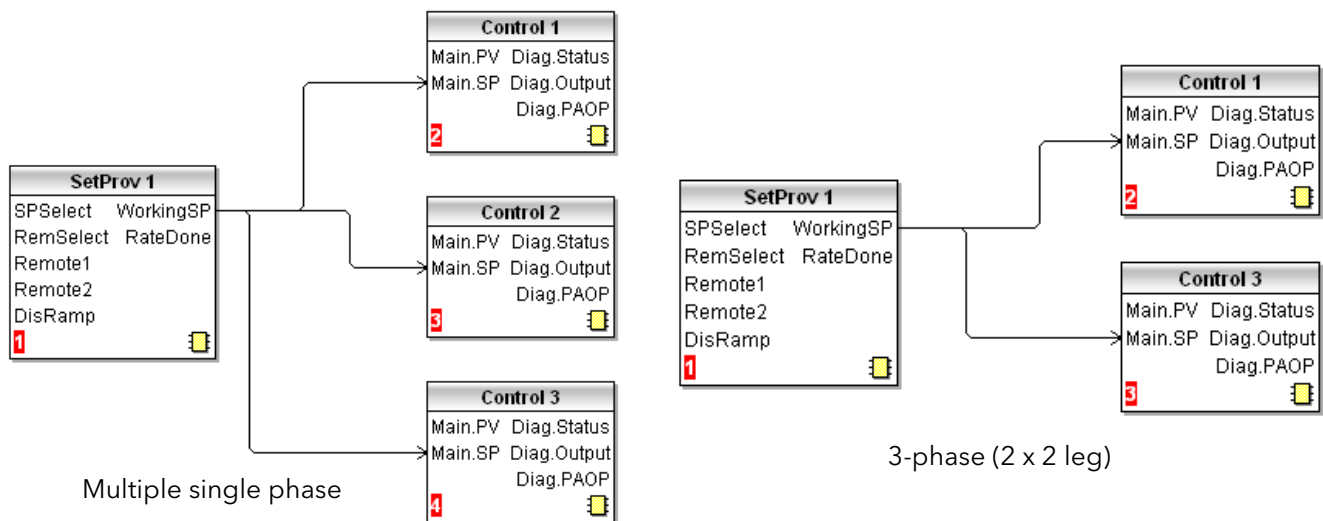 Control 1
Main.PV Diag.Status
Main.SP Diag.Output
Diag.PAOP
2
SetProv 1
SPSelect WorkingSP
RemSelect RateDone
Remote1
Remote2
DisRamp
1
Control 2
Main.PV Diag.Status
Main.SP Diag.Output
Diag.PAOP
3
Control 3
Main.PV Diag.Status
Main.SP Diag.Output
Diag.PAOP
4
Multiple single phase
Control 1
Main.PV Diag.Status
Main.SP Diag.Output
Diag.PAOP
2
SetProv 1
SPSelect WorkingSP
RemSelect RateDone
Remote1
Remote2
DisRamp
1
Control 3
Main.PV Diag.Status
Main.SP Diag.Output
Diag.PAOP
3
3-phase (2 x 2 leg)